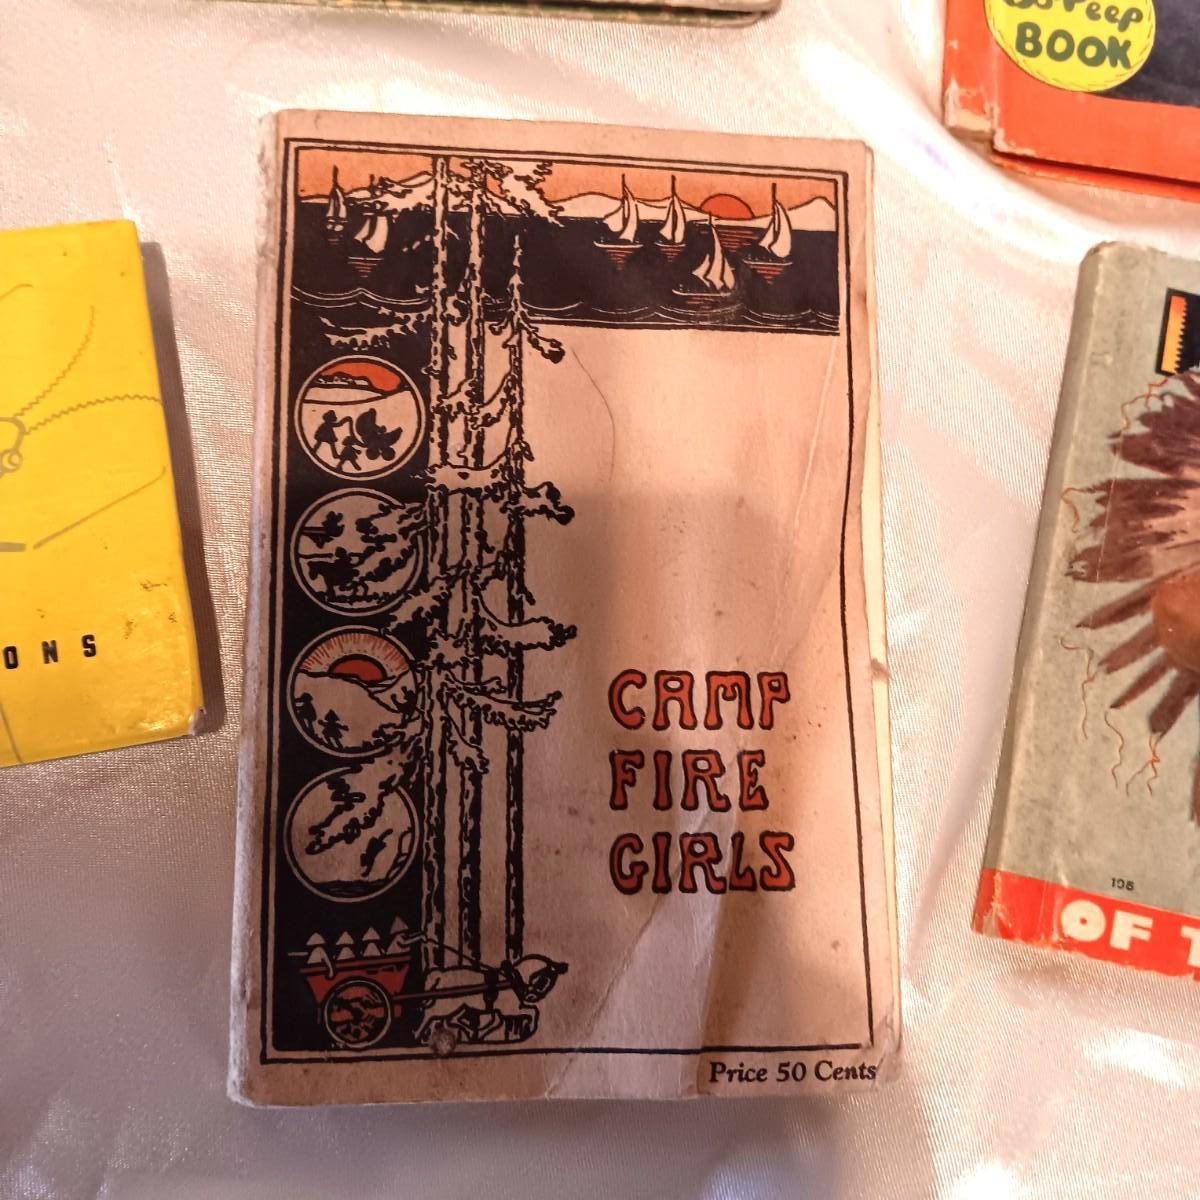 Bo-Peep
BOOK
ONS
CAMP
FIRE
GIRLS
Price 50 Cents
108
OF T